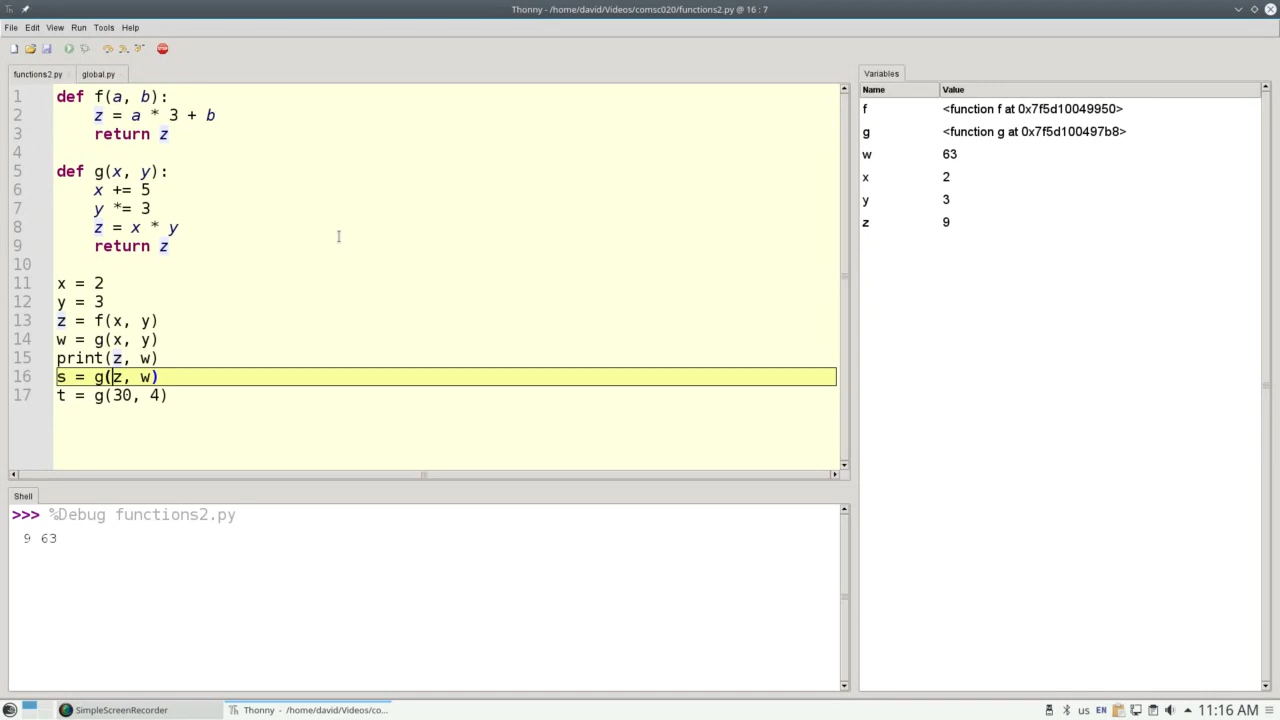 Thonny - /home/david/Videos/comsc020/functions2.py @ 16 : 7
File Edit View Run Tools Help
functions2.py global.py
1 def f(a, b):
2     z = a * 3 + b
3     return z
4
5 def g(x, y):
6     x += 5
7     y *= 3
8     z = x * y
9     return z
10
11 x = 2
12 y = 3
13 z = f(x, y)
14 w = g(x, y)
15 print(z, w)
16 s = g(z, w)
17 t = g(30, 4)
Variables
Name Value
f <function f at 0x7f5d10049950>
g <function g at 0x7f5d100497b8>
w 63
x 2
y 3
z 9
Shell
>>> %Debug functions2.py
9 63
SimpleScreenRecorder
Th Thonny - /home/david/Videos/co...
us EN 11:16 AM